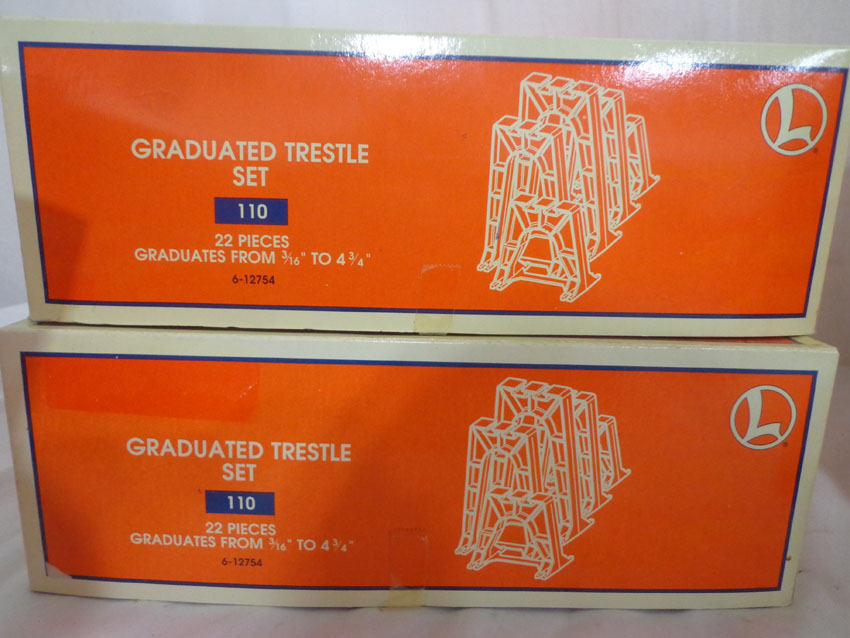 GRADUATED TRESTLE
SET
110
22 PIECES
GRADUATES FROM 3/16" TO 4 3/4"
6-12754
L
®
GRADUATED TRESTLE
SET
110
22 PIECES
GRADUATES FROM 3/16" TO 4 3/4"
6-12754
L
®